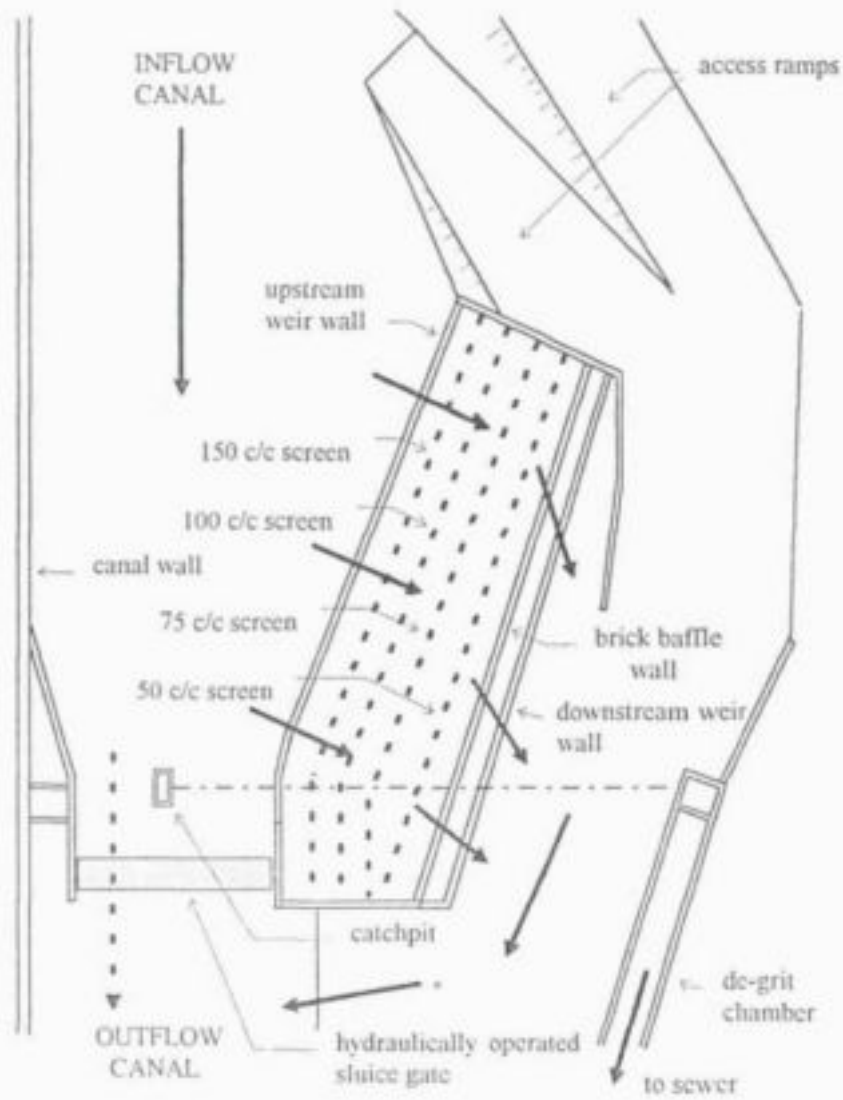 INFLOW
CANAL
access ramps
upstream
weir wall
150 c/c screen
100 c/c screen
canal wall
75 c/c screen
brick baffle
wall
50 c/c screen
downstream weir
wall
catchpit
de-grit
chamber
OUTFLOW
CANAL
hydraulically operated
sluice gate
to sewer